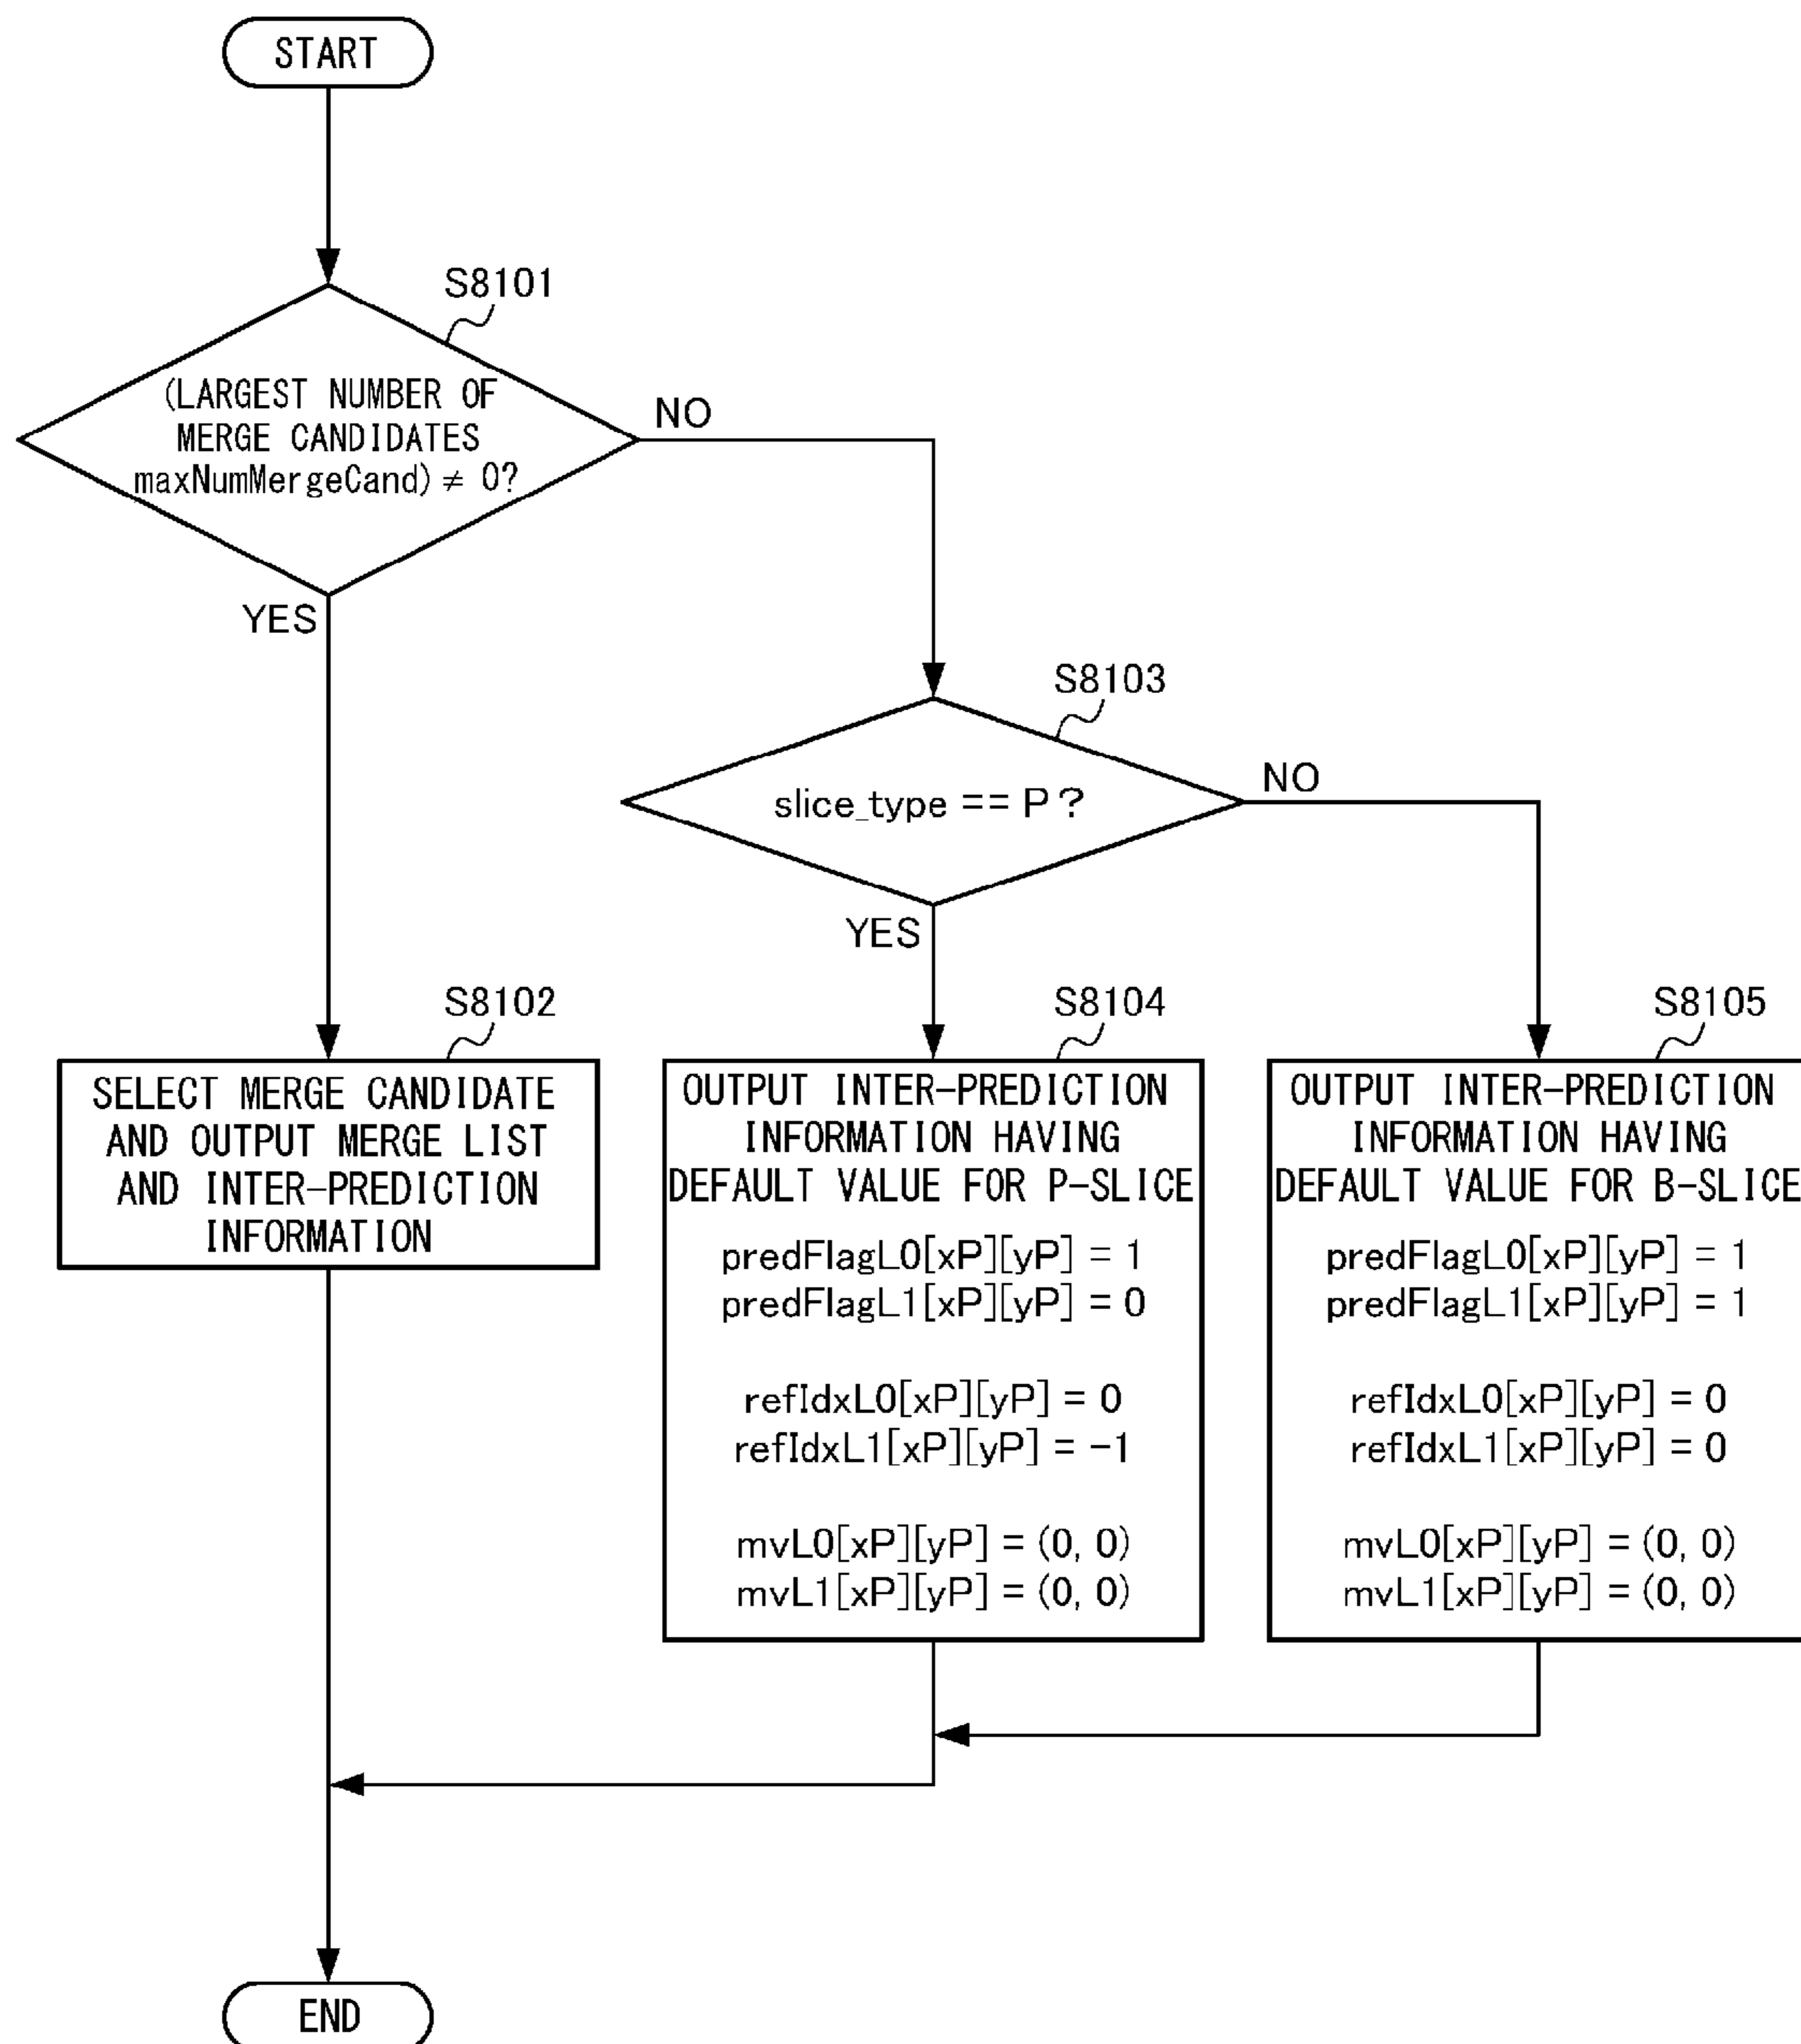 START
S8101
(LARGEST NUMBER OF
MERGE CANDIDATES
maxNumMergeCand) ≠ 0?
NO
YES
S8103
slice_type == P ?
NO
YES
S8102
SELECT MERGE CANDIDATE
AND OUTPUT MERGE LIST
AND INTER-PREDICTION
INFORMATION
S8104
OUTPUT INTER-PREDICTION
INFORMATION HAVING
DEFAULT VALUE FOR P-SLICE
predFlagL0[xP][yP] = 1
predFlagL1[xP][yP] = 0
refIdxL0[xP][yP] = 0
refIdxL1[xP][yP] = -1
mvL0[xP][yP] = (0, 0)
mvL1[xP][yP] = (0, 0)
S8105
OUTPUT INTER-PREDICTION
INFORMATION HAVING
DEFAULT VALUE FOR B-SLICE
predFlagL0[xP][yP] = 1
predFlagL1[xP][yP] = 1
refIdxL0[xP][yP] = 0
refIdxL1[xP][yP] = 0
mvL0[xP][yP] = (0, 0)
mvL1[xP][yP] = (0, 0)
END